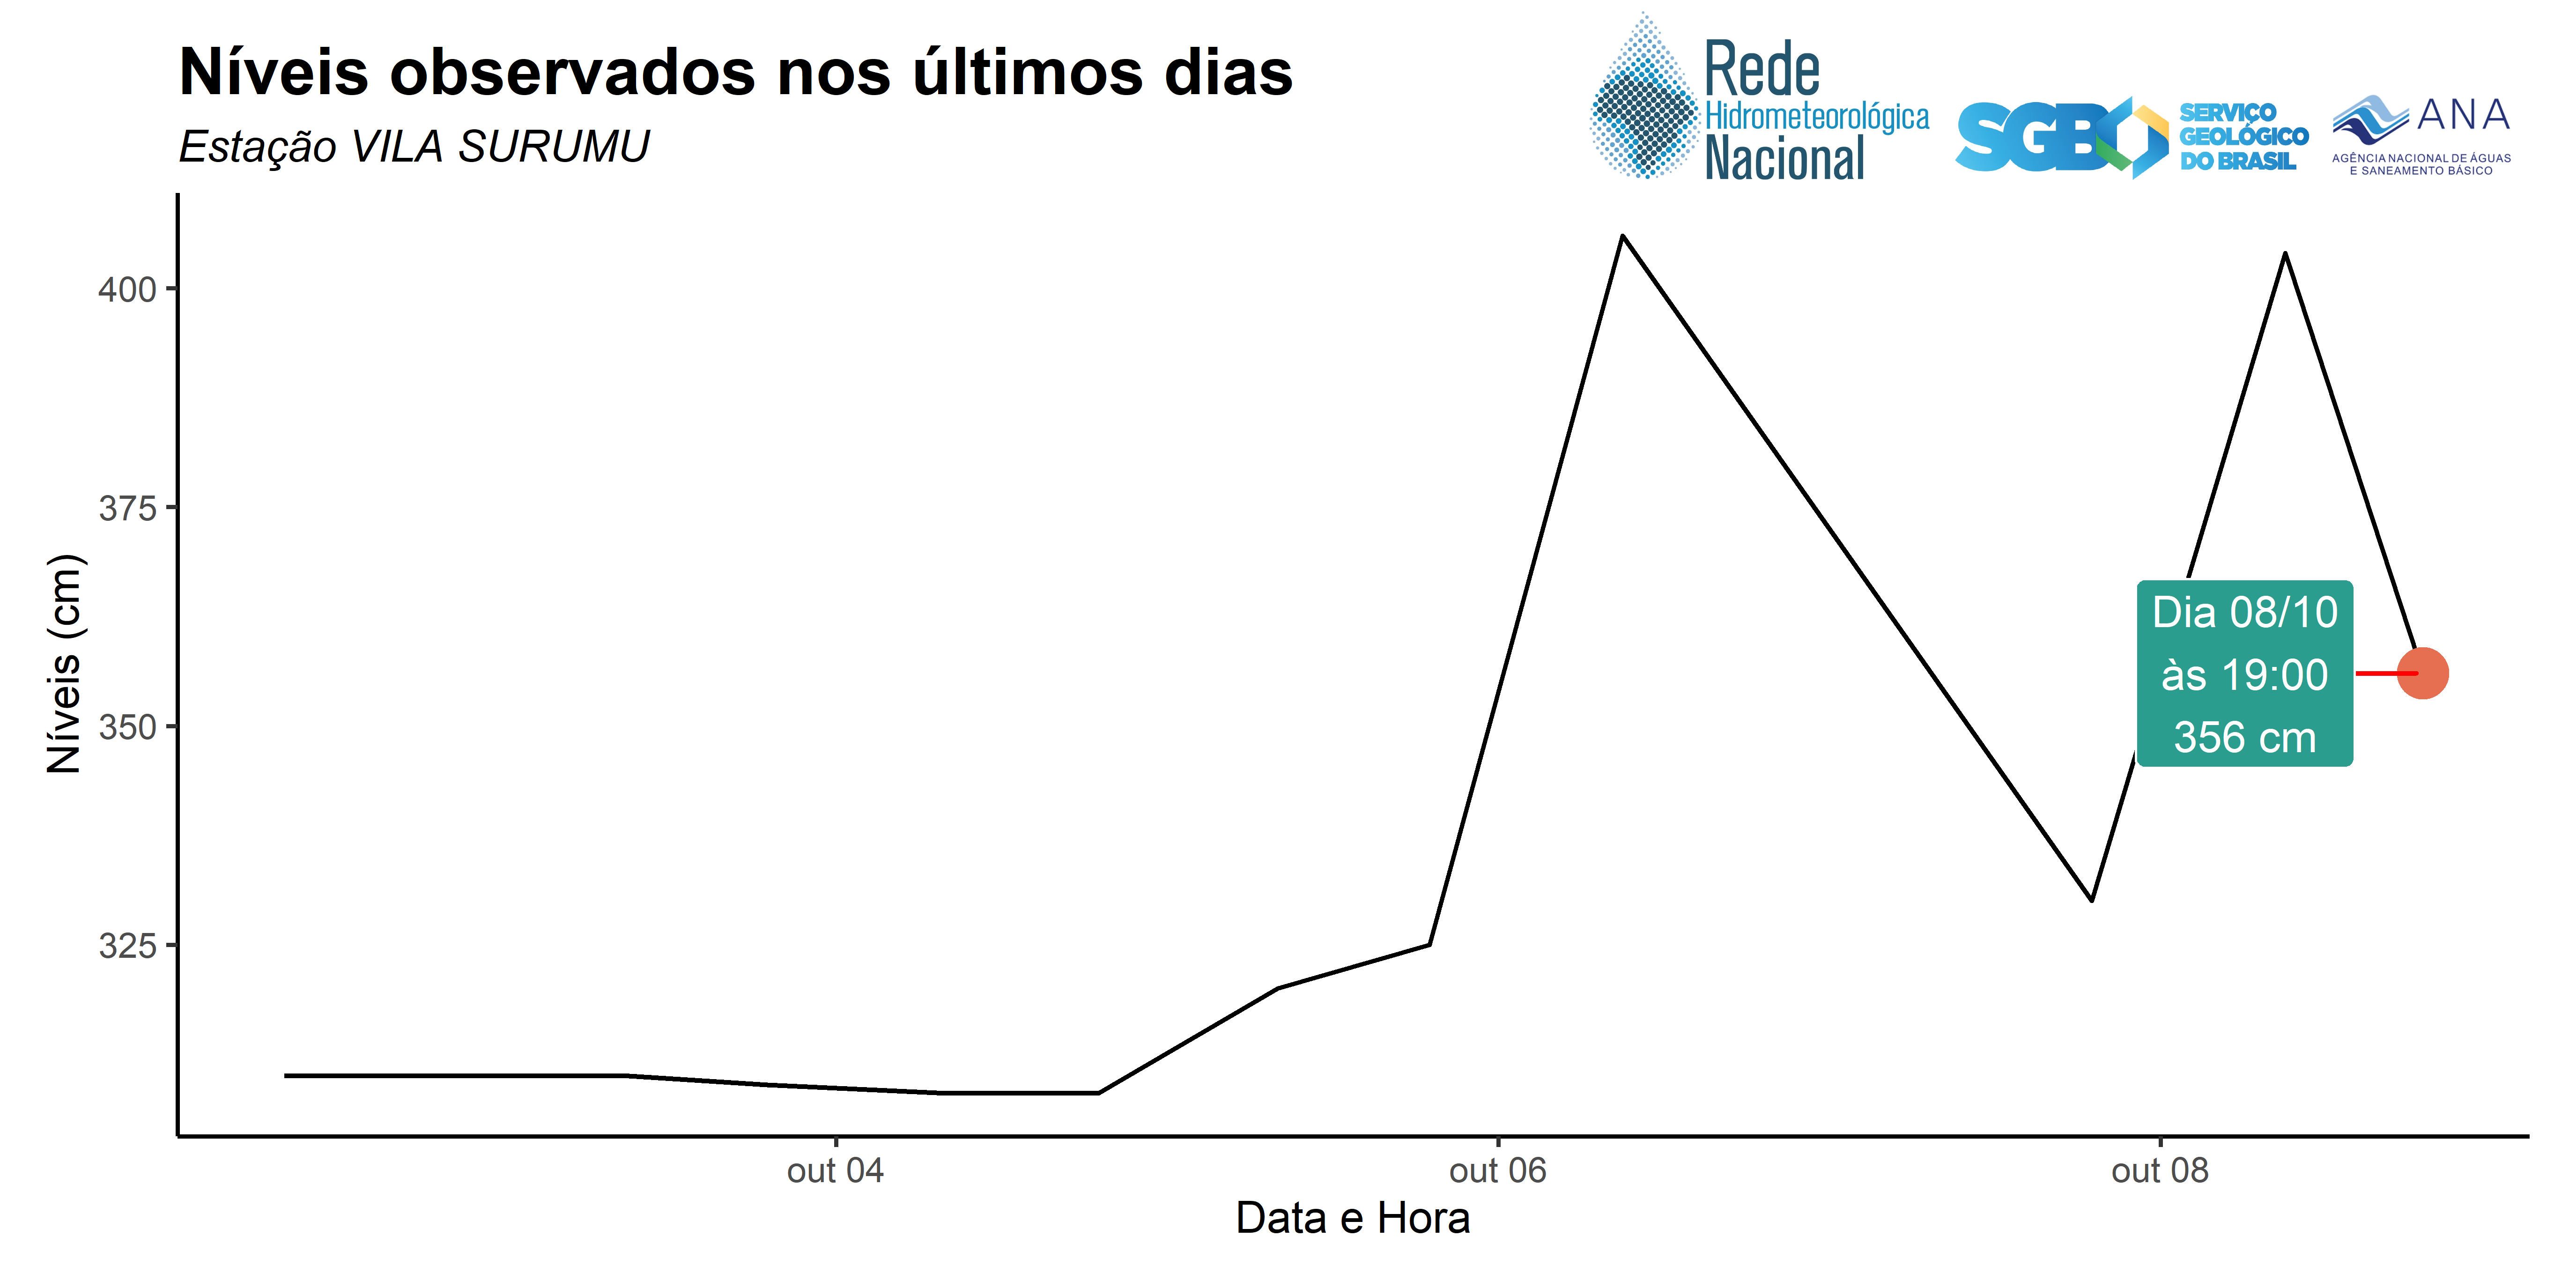 Níveis observados nos últimos dias
Estação VILA SURUMU
Rede
Hidrometeorológica
Nacional
SGB
SERVIÇO
GEOLÓGICO
DO BRASIL
ANA
AGÊNCIA NACIONAL DE ÁGUAS
E SANEAMENTO BÁSICO
400
375
350
325
Níveis (cm)
Dia 08/10
às 19:00
356 cm
out 04
out 06
out 08
Data e Hora